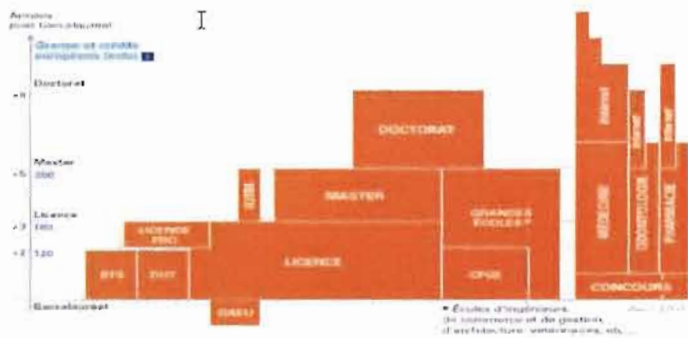 Années
post baccalauréat
Grades et crédits
européens (ects)
Doctorat
+8
DOCTORAT
Internat
Internat
Internat
Master
+5
300
MASTER
GRANDES
ÉCOLES*
MÉDECINE
ODONTOLOGIE
PHARMACIE
Licence
+3
180
LICENCE
PRO
LICENCE
+2
120
BTS
DUT
CPGE
CONCOURS
Baccalauréat
DAEU
* Écoles d'ingénieurs,
de commerce et de gestion,
d'architecture, vétérinaires, etc.